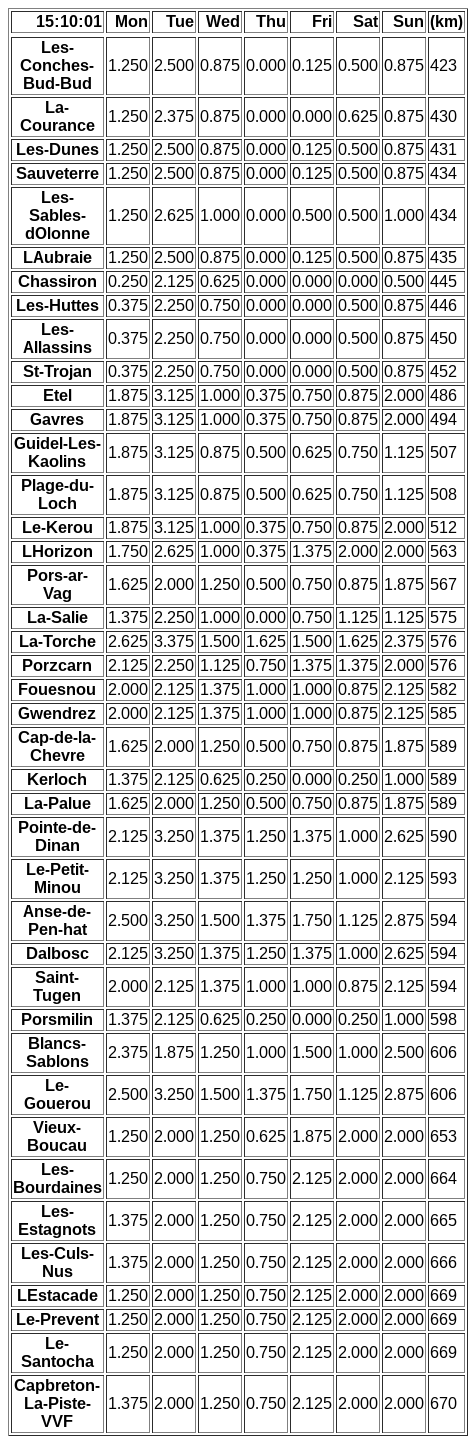 15:10:01 Mon Tue Wed Thu Fri Sat Sun (km)
Les-
Conches-
Bud-Bud 1.250 2.500 0.875 0.000 0.125 0.500 0.875 423
La-
Courance 1.250 2.375 0.875 0.000 0.000 0.625 0.875 430
Les-Dunes 1.250 2.500 0.875 0.000 0.125 0.500 0.875 431
Sauveterre 1.250 2.500 0.875 0.000 0.125 0.500 0.875 434
Les-
Sables-
dOlonne 1.250 2.625 1.000 0.000 0.500 0.500 1.000 434
LAubraie 1.250 2.500 0.875 0.000 0.125 0.500 0.875 435
Chassiron 0.250 2.125 0.625 0.000 0.000 0.000 0.500 445
Les-Huttes 0.375 2.250 0.750 0.000 0.000 0.500 0.875 446
Les-
Allassins 0.375 2.250 0.750 0.000 0.000 0.500 0.875 450
St-Trojan 0.375 2.250 0.750 0.000 0.000 0.500 0.875 452
Etel 1.875 3.125 1.000 0.375 0.750 0.875 2.000 486
Gavres 1.875 3.125 1.000 0.375 0.750 0.875 2.000 494
Guidel-Les-
Kaolins 1.875 3.125 0.875 0.500 0.625 0.750 1.125 507
Plage-du-
Loch 1.875 3.125 0.875 0.500 0.625 0.750 1.125 508
Le-Kerou 1.875 3.125 1.000 0.375 0.750 0.875 2.000 512
LHorizon 1.750 2.625 1.000 0.375 1.375 2.000 2.000 563
Pors-ar-
Vag 1.625 2.000 1.250 0.500 0.750 0.875 1.875 567
La-Salie 1.375 2.250 1.000 0.000 0.750 1.125 1.125 575
La-Torche 2.625 3.375 1.500 1.625 1.500 1.625 2.375 576
Porzcarn 2.125 2.250 1.125 0.750 1.375 1.375 2.000 576
Fouesnou 2.000 2.125 1.375 1.000 1.000 0.875 2.125 582
Gwendrez 2.000 2.125 1.375 1.000 1.000 0.875 2.125 585
Cap-de-la-
Chevre 1.625 2.000 1.250 0.500 0.750 0.875 1.875 589
Kerloch 1.375 2.125 0.625 0.250 0.000 0.250 1.000 589
La-Palue 1.625 2.000 1.250 0.500 0.750 0.875 1.875 589
Pointe-de-
Dinan 2.125 3.250 1.375 1.250 1.375 1.000 2.625 590
Le-Petit-
Minou 2.125 3.250 1.375 1.250 1.250 1.000 2.125 593
Anse-de-
Pen-hat 2.500 3.250 1.500 1.375 1.750 1.125 2.875 594
Dalbosc 2.125 3.250 1.375 1.250 1.375 1.000 2.625 594
Saint-
Tugen 2.000 2.125 1.375 1.000 1.000 0.875 2.125 594
Porsmilin 1.375 2.125 0.625 0.250 0.000 0.250 1.000 598
Blancs-
Sablons 2.375 1.875 1.250 1.000 1.500 1.000 2.500 606
Le-
Gouerou 2.500 3.250 1.500 1.375 1.750 1.125 2.875 606
Vieux-
Boucau 1.250 2.000 1.250 0.625 1.875 2.000 2.000 653
Les-
Bourdaines 1.250 2.000 1.250 0.750 2.125 2.000 2.000 664
Les-
Estagnots 1.375 2.000 1.250 0.750 2.125 2.000 2.000 665
Les-Culs-
Nus 1.375 2.000 1.250 0.750 2.125 2.000 2.000 666
LEstacade 1.250 2.000 1.250 0.750 2.125 2.000 2.000 669
Le-Prevent 1.250 2.000 1.250 0.750 2.125 2.000 2.000 669
Le-
Santocha 1.250 2.000 1.250 0.750 2.125 2.000 2.000 669
Capbreton-
La-Piste-
VVF 1.375 2.000 1.250 0.750 2.125 2.000 2.000 670